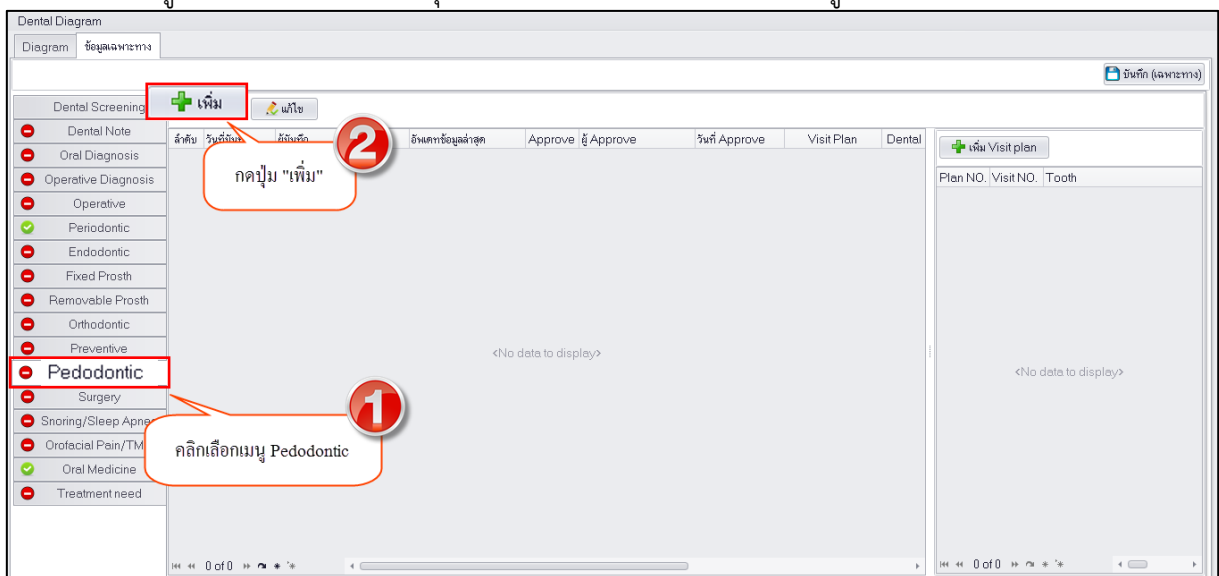 Dental Diagram
Diagram ข้อมูลเฉพาะทาง
บันทึก (เฉพาะทาง)
Dental Screening
เพิ่ม แก้ไข
Dental Note
ลำดับ อัพเดทข้อมูลล่าสุด Approve ผู้ Approve วันที่ Approve Visit Plan Dental
2
เพิ่ม Visit plan
Oral Diagnosis
Operative Diagnosis
กดปุ่ม "เพิ่ม"
Plan NO. Visit NO. Tooth
Operative
Periodontic
Endodontic
Fixed Prosth
Removable Prosth
Orthodontic
Preventive
<No data to display>
Pedodontic
<No data to display>
Surgery
1
Snoring/Sleep
Orofacial Pain/TM
คลิกเลือกเมนู Pedodontic
Oral Medicine
Treatment need
0 of 0
0 of 0